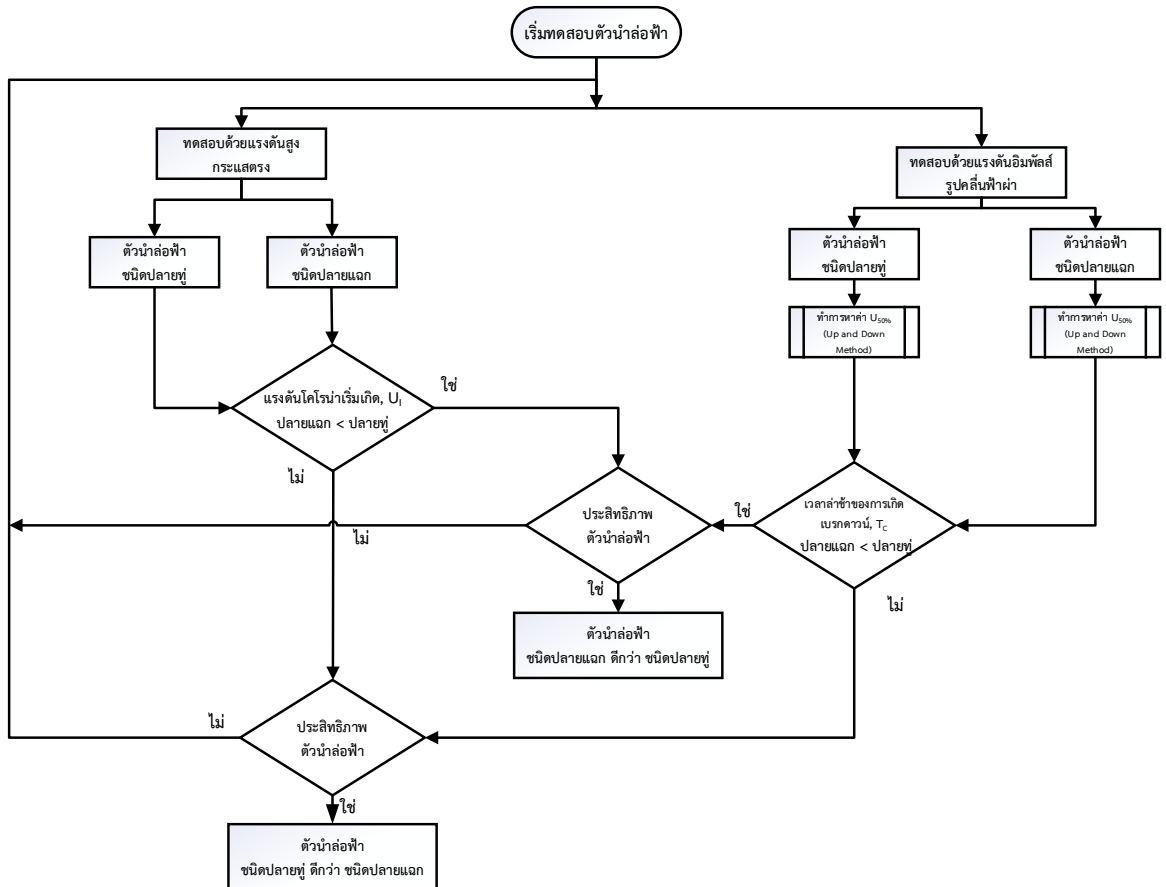 เริ่มทดสอบตัวนำล่อฟ้า
ทดสอบด้วยแรงดันสูง
กระแสตรง
ทดสอบด้วยแรงดันอิมพัลส์
รูปคลื่นฟ้าผ่า
ตัวนำล่อฟ้า
ชนิดปลายทู่
ตัวนำล่อฟ้า
ชนิดปลายแฉก
ตัวนำล่อฟ้า
ชนิดปลายทู่
ตัวนำล่อฟ้า
ชนิดปลายแฉก
ทำการหาค่า U50%
(Up and Down
Method)
ทำการหาค่า U50%
(Up and Down
Method)
แรงดันโคโรน่าเริ่มเกิด, Ui
ปลายแฉก < ปลายทู่
ใช่
ไม่
ประสิทธิภาพ
ตัวนำล่อฟ้า
ใช่
เวลาล่าช้าของการเกิด
เบรกดาวน์, Tc
ปลายแฉก < ปลายทู่
ไม่
ใช่
ไม่
ตัวนำล่อฟ้า
ชนิดปลายแฉก ดีกว่า ชนิดปลายทู่
ไม่
ประสิทธิภาพ
ตัวนำล่อฟ้า
ใช่
ตัวนำล่อฟ้า
ชนิดปลายทู่ ดีกว่า ชนิดปลายแฉก